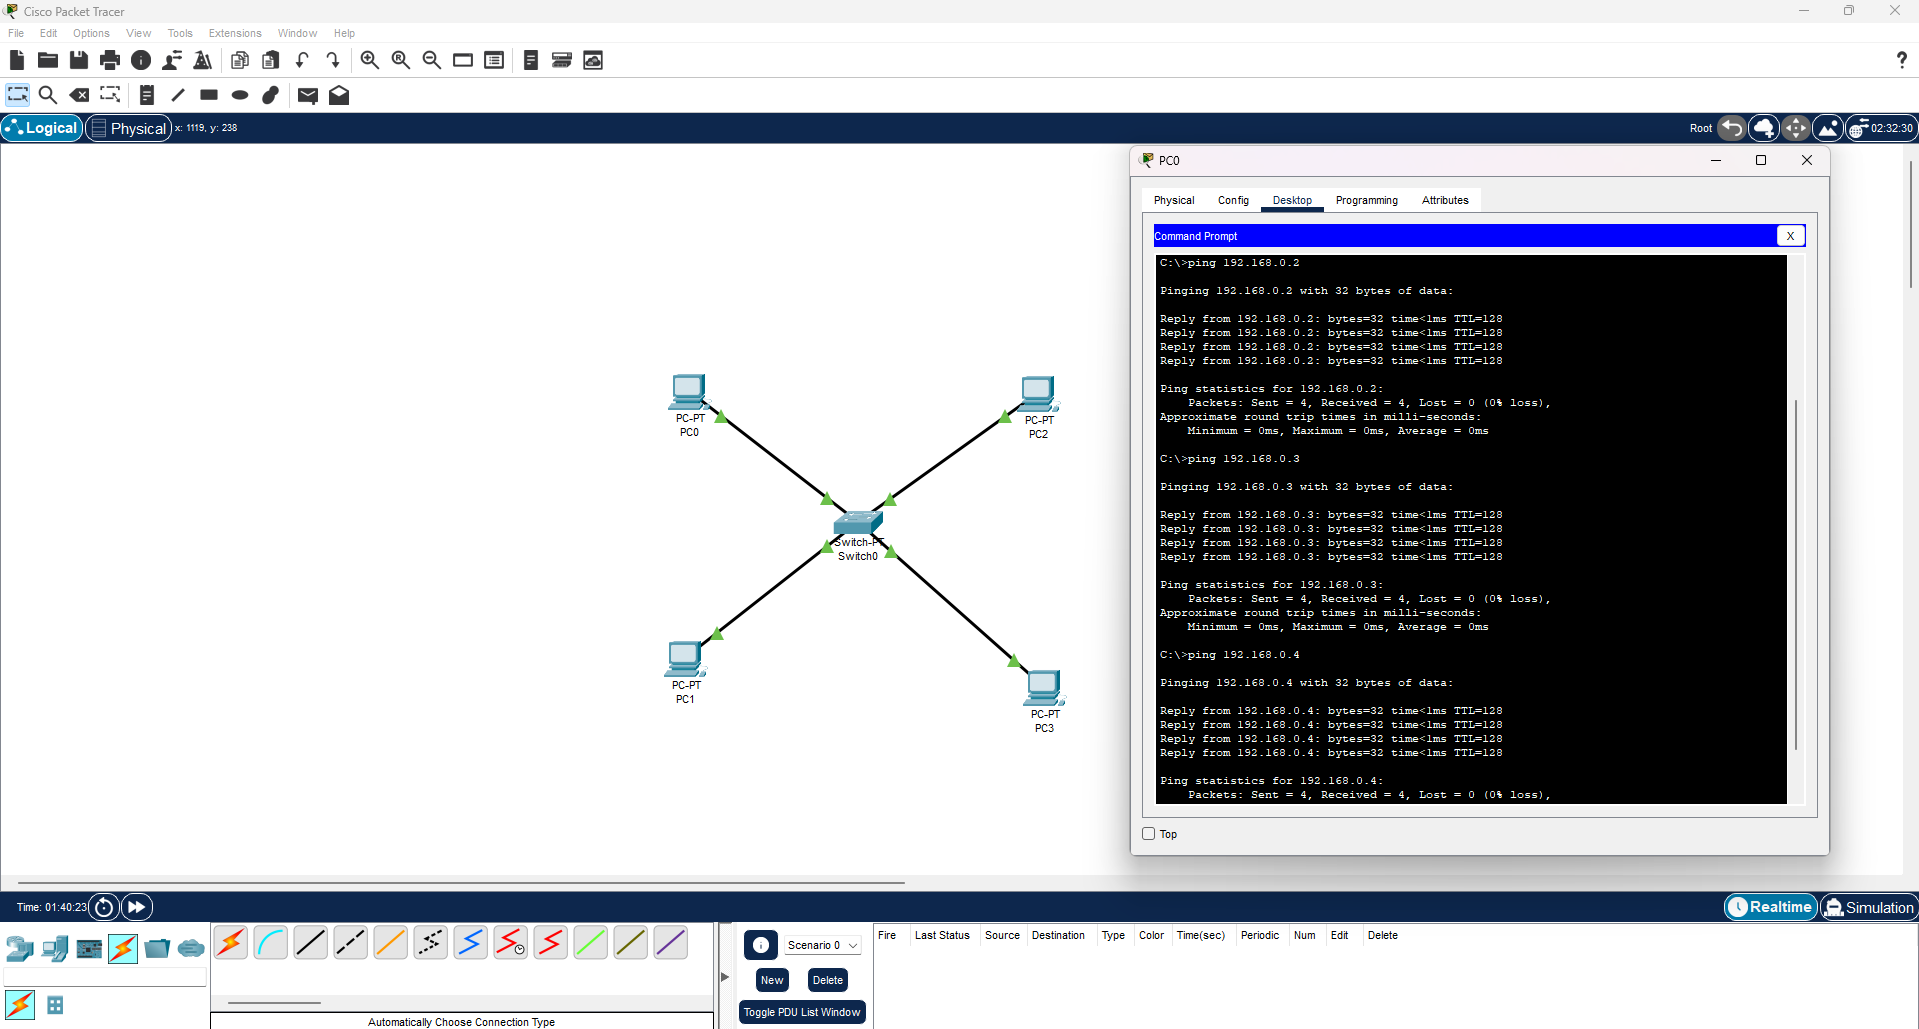 Cisco Packet Tracer
File Edit Options View Tools Extensions Window Help
Logical Physical x: 1119, y: 238 Root 02:32:30
PC0
Physical Config Desktop Programming Attributes
Command Prompt X
C:\>ping 192.168.0.2
Pinging 192.168.0.2 with 32 bytes of data:
Reply from 192.168.0.2: bytes=32 time<1ms TTL=128
Reply from 192.168.0.2: bytes=32 time<1ms TTL=128
Reply from 192.168.0.2: bytes=32 time<1ms TTL=128
Reply from 192.168.0.2: bytes=32 time<1ms TTL=128
Ping statistics for 192.168.0.2:
Packets: Sent = 4, Received = 4, Lost = 0 (0% loss),
Approximate round trip times in milli-seconds:
Minimum = 0ms, Maximum = 0ms, Average = 0ms
C:\>ping 192.168.0.3
Pinging 192.168.0.3 with 32 bytes of data:
Reply from 192.168.0.3: bytes=32 time<1ms TTL=128
Reply from 192.168.0.3: bytes=32 time<1ms TTL=128
Reply from 192.168.0.3: bytes=32 time<1ms TTL=128
Reply from 192.168.0.3: bytes=32 time<1ms TTL=128
Ping statistics for 192.168.0.3:
Packets: Sent = 4, Received = 4, Lost = 0 (0% loss),
Approximate round trip times in milli-seconds:
Minimum = 0ms, Maximum = 0ms, Average = 0ms
C:\>ping 192.168.0.4
Pinging 192.168.0.4 with 32 bytes of data:
Reply from 192.168.0.4: bytes=32 time<1ms TTL=128
Reply from 192.168.0.4: bytes=32 time<1ms TTL=128
Reply from 192.168.0.4: bytes=32 time<1ms TTL=128
Reply from 192.168.0.4: bytes=32 time<1ms TTL=128
Ping statistics for 192.168.0.4:
Packets: Sent = 4, Received = 4, Lost = 0 (0% loss),
Top
PC-PT
PC0
PC-PT
PC2
Switch-PT
Switch0
PC-PT
PC1
PC-PT
PC3
Time: 01:40:23 Realtime Simulation
Scenario 0
New Delete
Toggle PDU List Window
Fire Last Status Source Destination Type Color Time(sec) Periodic Num Edit Delete
Automatically Choose Connection Type